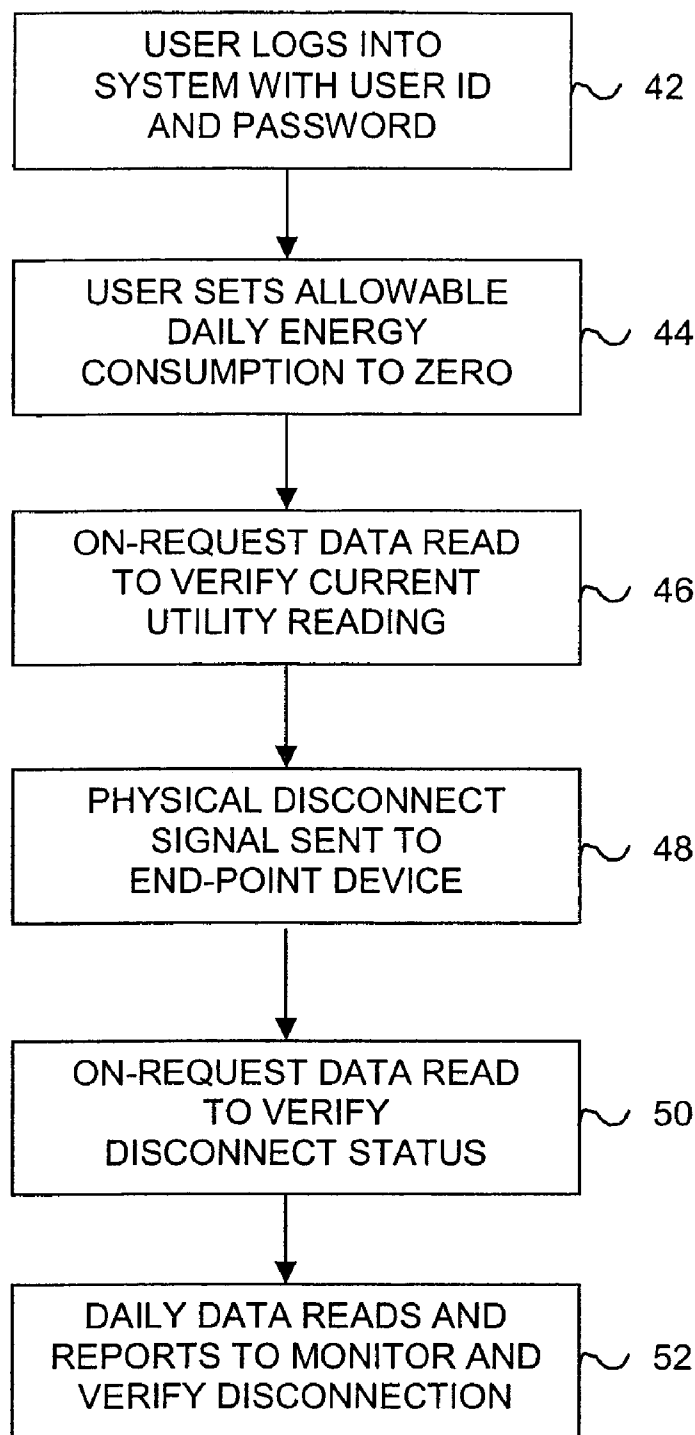 USER LOGS INTO
SYSTEM WITH USER ID
AND PASSWORD
42
USER SETS ALLOWABLE
DAILY ENERGY
CONSUMPTION TO ZERO
44
ON-REQUEST DATA READ
TO VERIFY CURRENT
UTILITY READING
46
PHYSICAL DISCONNECT
SIGNAL SENT TO
END-POINT DEVICE
48
ON-REQUEST DATA READ
TO VERIFY
DISCONNECT STATUS
50
DAILY DATA READS AND
REPORTS TO MONITOR AND
VERIFY DISCONNECTION
52